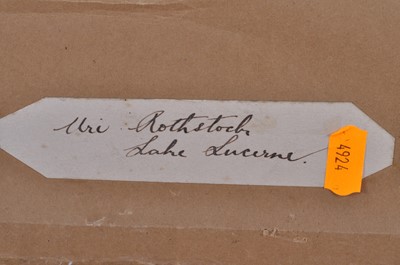 Uri Rothstock
Lake Lucerne.
4924